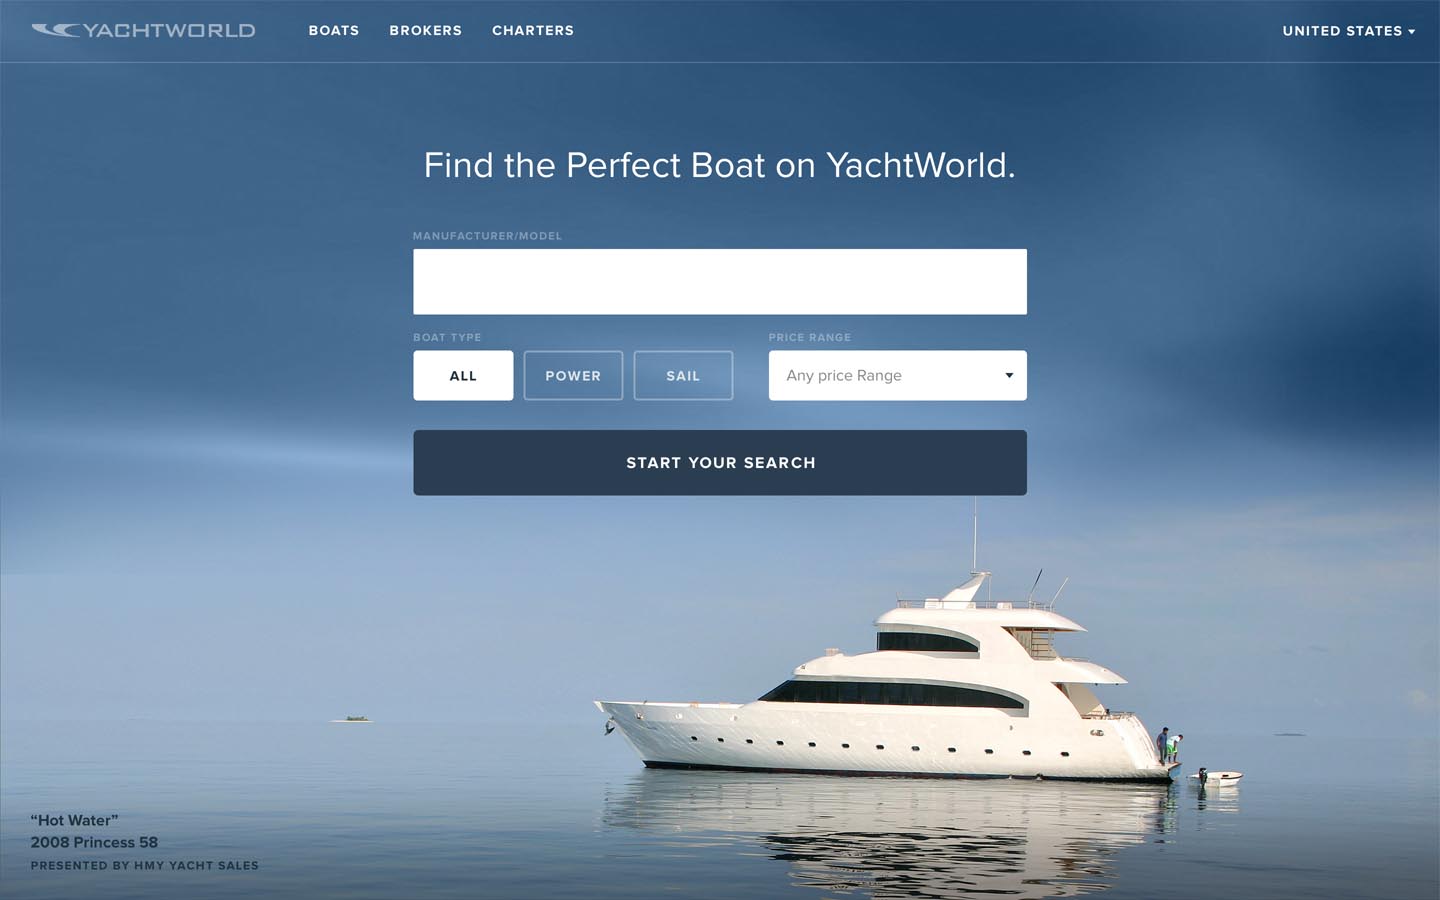 YACHTWORLD
BOATS BROKERS CHARTERS
UNITED STATES
Find the Perfect Boat on YachtWorld.
MANUFACTURER/MODEL
BOAT TYPE
PRICE RANGE
ALL POWER SAIL
Any price Range
START YOUR SEARCH
“Hot Water”
2008 Princess 58
PRESENTED BY HMY YACHT SALES